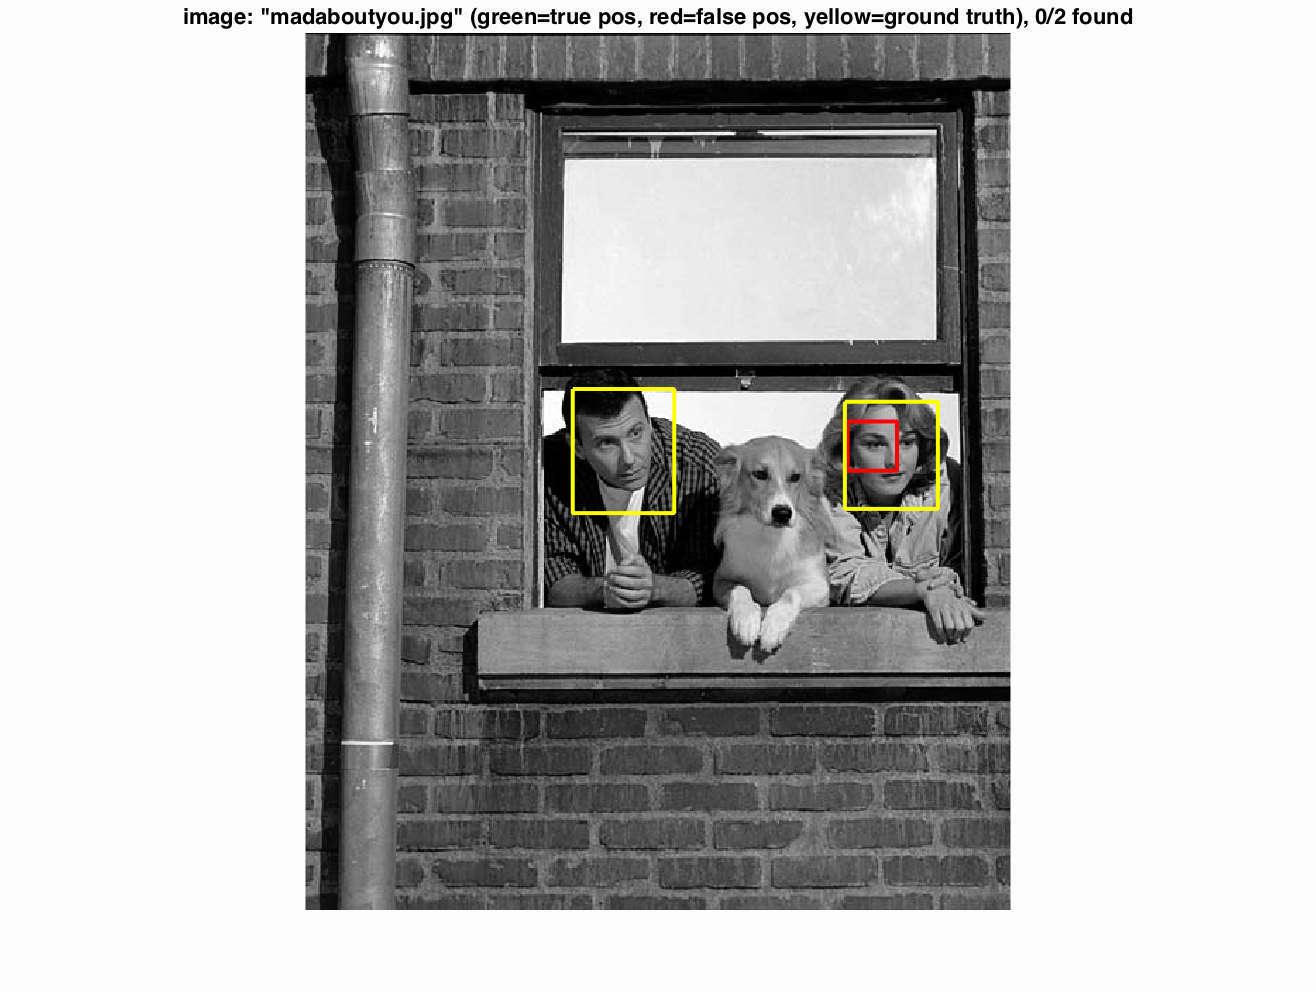 image: "madaboutyou.jpg" (green=true pos, red=false pos, yellow=ground truth), 0/2 found